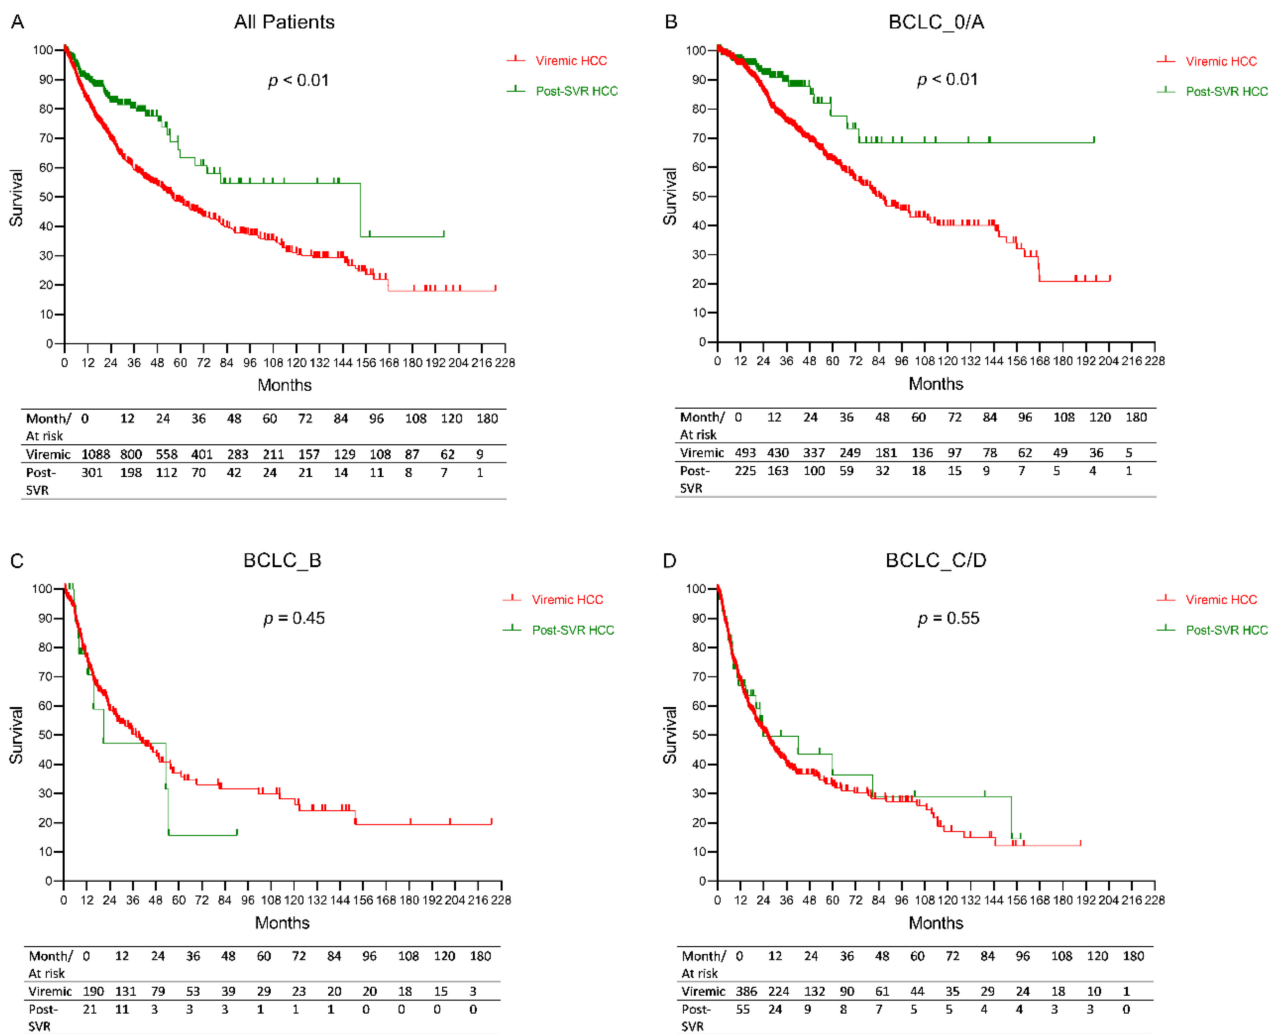 A
All Patients
100
90
80
70
60
50
40
30
20
10
0
Survival
p < 0.01
Viremic HCC
Post-SVR HCC
0 12 24 36 48 60 72 84 96 108 120 132 144 156 168 180 192 204 216 228
Months
Month/ 0 12 24 36 48 60 72 84 96 108 120 180
At risk
Viremic 1088 800 558 401 283 211 157 129 108 87 62 9
Post- 301 198 112 70 42 24 21 14 11 8 7 1
SVR
B
BCLC_0/A
100
90
80
70
60
50
40
30
20
10
0
Survival
p < 0.01
Viremic HCC
Post-SVR HCC
0 12 24 36 48 60 72 84 96 108 120 132 144 156 168 180 192 204 216 228
Months
Month/ 0 12 24 36 48 60 72 84 96 108 120 180
At risk
Viremic 493 430 337 249 181 136 97 78 62 49 36 5
Post- 225 163 100 59 32 18 15 9 7 5 4 1
SVR
C
BCLC_B
100
90
80
70
60
50
40
30
20
10
0
Survival
p = 0.45
Viremic HCC
Post-SVR HCC
0 12 24 36 48 60 72 84 96 108 120 132 144 156 168 180 192 204 216 228
Months
Month/ 0 12 24 36 48 60 72 84 96 108 120 180
At risk
Viremic 190 131 79 53 39 29 23 20 20 18 15 3
Post- 21 11 3 3 3 1 1 1 0 0 0 0
SVR
D
BCLC_C/D
100
90
80
70
60
50
40
30
20
10
0
Survival
p = 0.55
Viremic HCC
Post-SVR HCC
0 12 24 36 48 60 72 84 96 108 120 132 144 156 168 180 192 204 216 228
Months
Month/ 0 12 24 36 48 60 72 84 96 108 120 180
At risk
Viremic 386 224 132 90 61 44 35 29 24 18 10 1
Post- 55 24 9 8 7 5 5 4 4 3 3 0
SVR